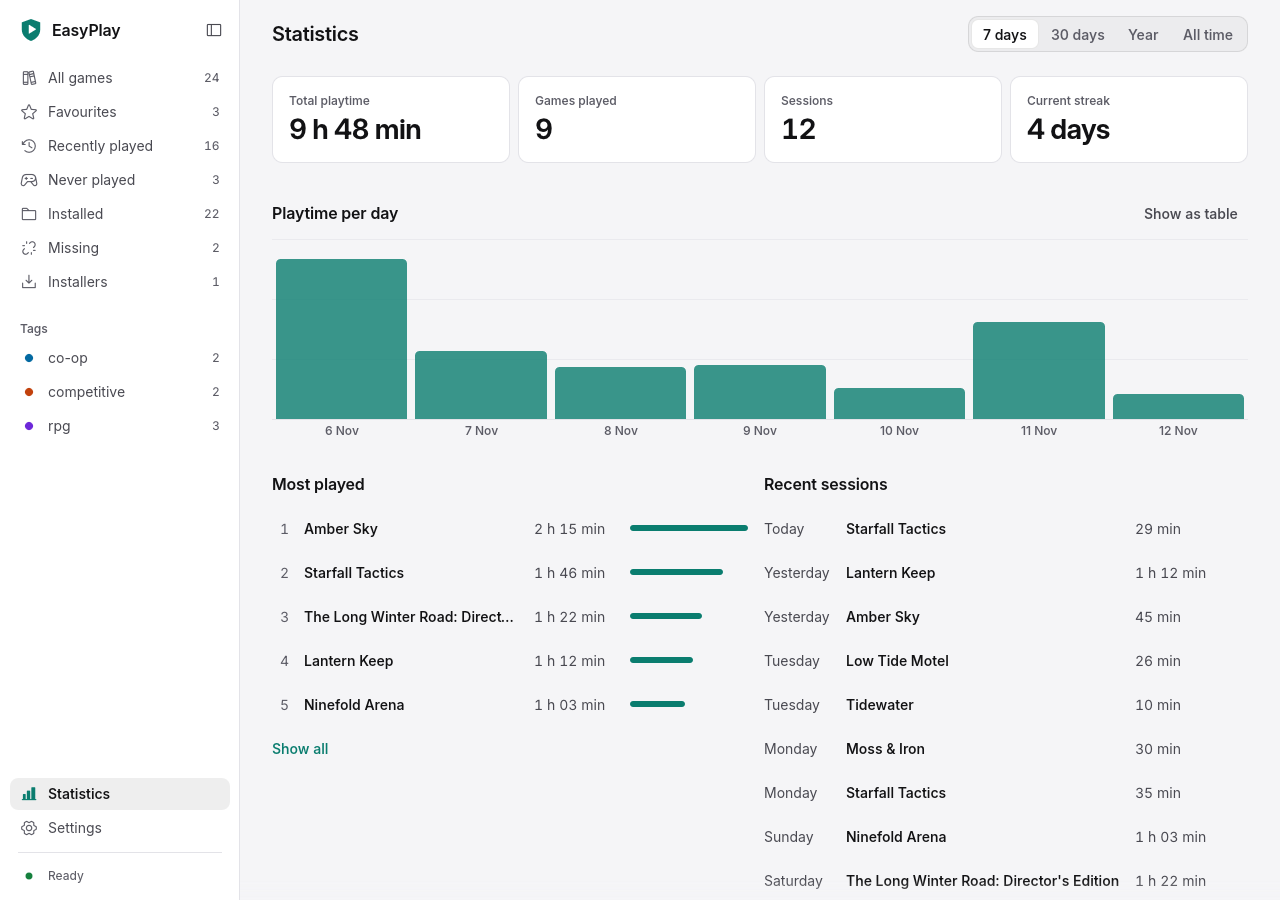 EasyPlay
All games 24
Favourites 3
Recently played 16
Never played 3
Installed 22
Missing 2
Installers 1
Tags
co-op 2
competitive 2
rpg 3
Statistics
Settings
Ready
Statistics
7 days 30 days Year All time
Total playtime
9 h 48 min
Games played
9
Sessions
12
Current streak
4 days
Playtime per day
Show as table
6 Nov 7 Nov 8 Nov 9 Nov 10 Nov 11 Nov 12 Nov
Most played
1 Amber Sky 2 h 15 min
2 Starfall Tactics 1 h 46 min
3 The Long Winter Road: Direct… 1 h 22 min
4 Lantern Keep 1 h 12 min
5 Ninefold Arena 1 h 03 min
Show all
Recent sessions
Today Starfall Tactics 29 min
Yesterday Lantern Keep 1 h 12 min
Yesterday Amber Sky 45 min
Tuesday Low Tide Motel 26 min
Tuesday Tidewater 10 min
Monday Moss & Iron 30 min
Monday Starfall Tactics 35 min
Sunday Ninefold Arena 1 h 03 min
Saturday The Long Winter Road: Director's Edition 1 h 22 min